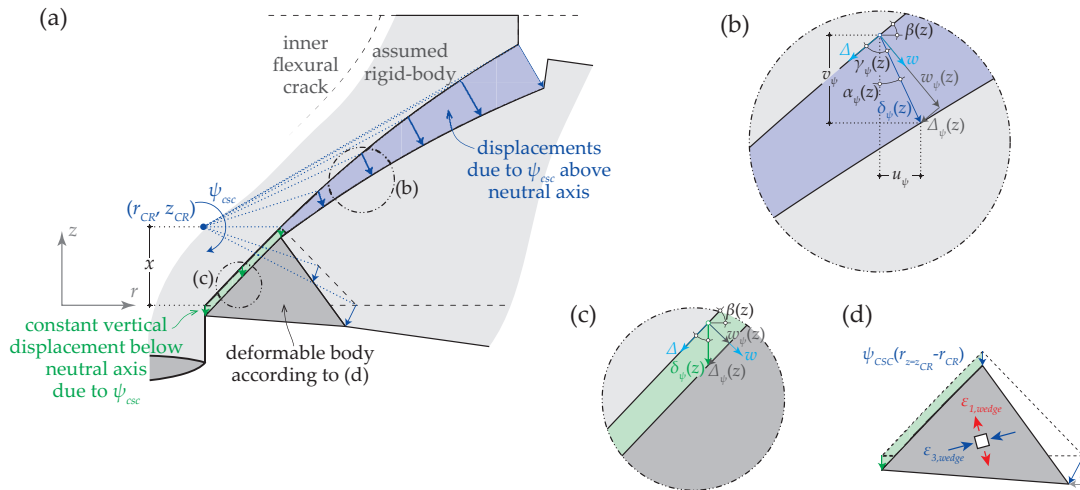 (a)
inner
flexural
crack
assumed
rigid-body
displacements
due to ψcsc above
neutral axis
(b)
ψcsc
(rCR, zCR)
z
x
r
(c)
constant vertical
displacement below
neutral axis
due to ψcsc
deformable body
according to (d)
(b)
β(z)
Δ
w
γψ(z)
vψ
wψ(z)
αψ(z)
δψ(z)
Δψ(z)
uψ
(c)
β(z)
Δ
wψ(z)
w
δψ(z)
Δψ(z)
(d)
ψCSC(rz=zCR-rCR)
ε1,wedge
ε3,wedge